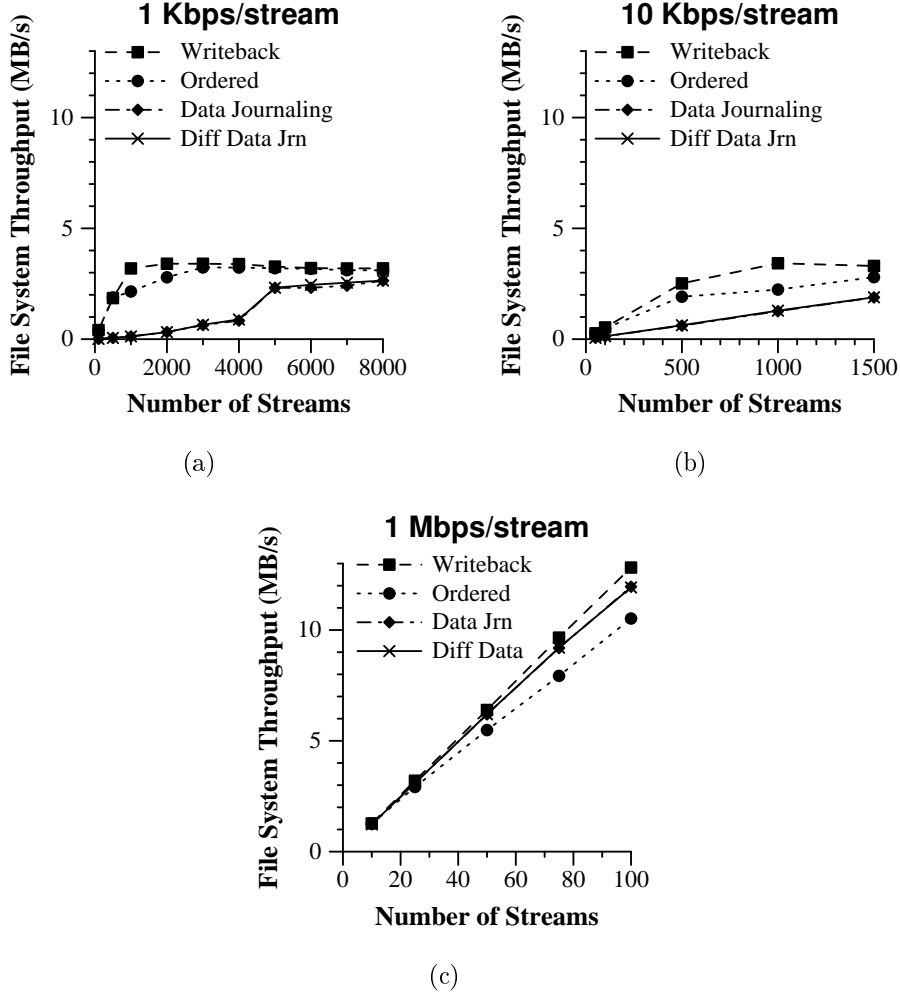 1 Kbps/stream
File System Throughput (MB/s)
Writeback
Ordered
Data Journaling
Diff Data Jrn
10
5
0
0 2000 4000 6000 8000
Number of Streams
(a)
10 Kbps/stream
File System Throughput (MB/s)
Writeback
Ordered
Data Journaling
Diff Data Jrn
10
5
0
0 500 1000 1500
Number of Streams
(b)
1 Mbps/stream
File System Throughput (MB/s)
Writeback
Ordered
Data Jrn
Diff Data
10
5
0
0 20 40 60 80 100
Number of Streams
(c)